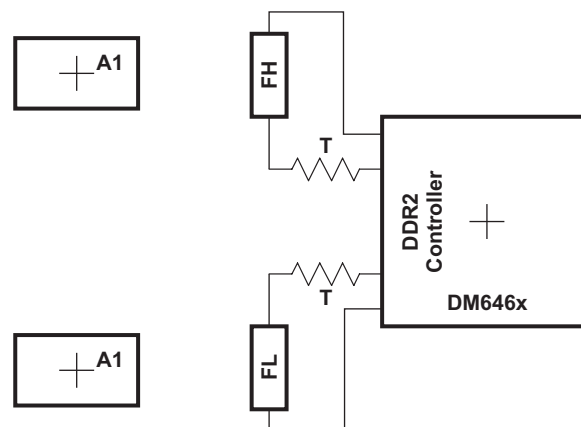 A1
FH
T
DDR2
Controller
DM646x
T
A1
FL